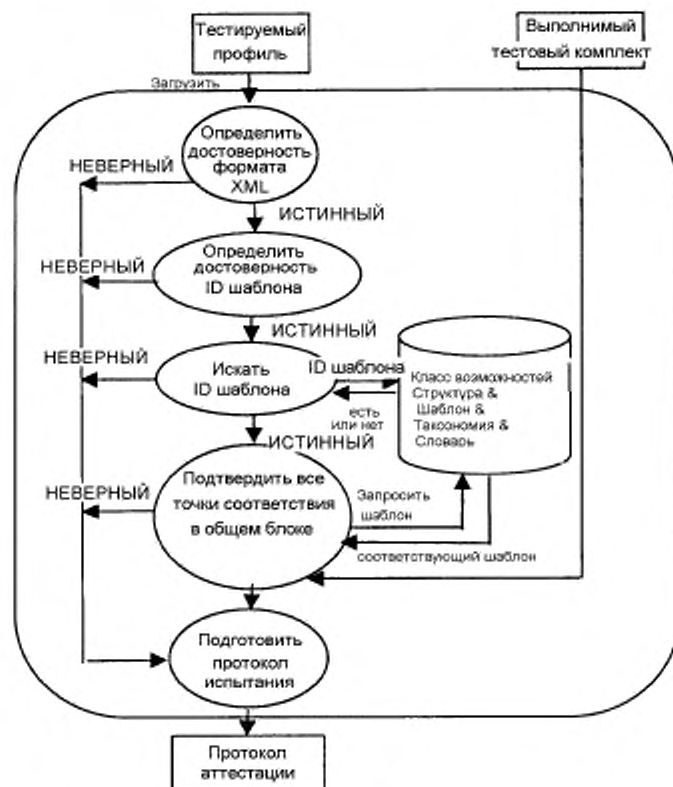 Тестируемый
профиль
Выполнимый
тестовый комплект
Загрузить
Определить
достоверность
формата
XML
НЕВЕРНЫЙ
ИСТИННЫЙ
Определить
достоверность
ID шаблона
НЕВЕРНЫЙ
ИСТИННЫЙ
Искать
ID шаблона
НЕВЕРНЫЙ
ID шаблона
есть
или нет
Класс возможностей
Структура &
Шаблон &
Таксономия &
Словарь
ИСТИННЫЙ
Подтвердить все
точки соответствия
в общем блоке
НЕВЕРНЫЙ
Запросить
шаблон
соответствующий шаблон
Подготовить
протокол
испытания
Протокол
аттестации